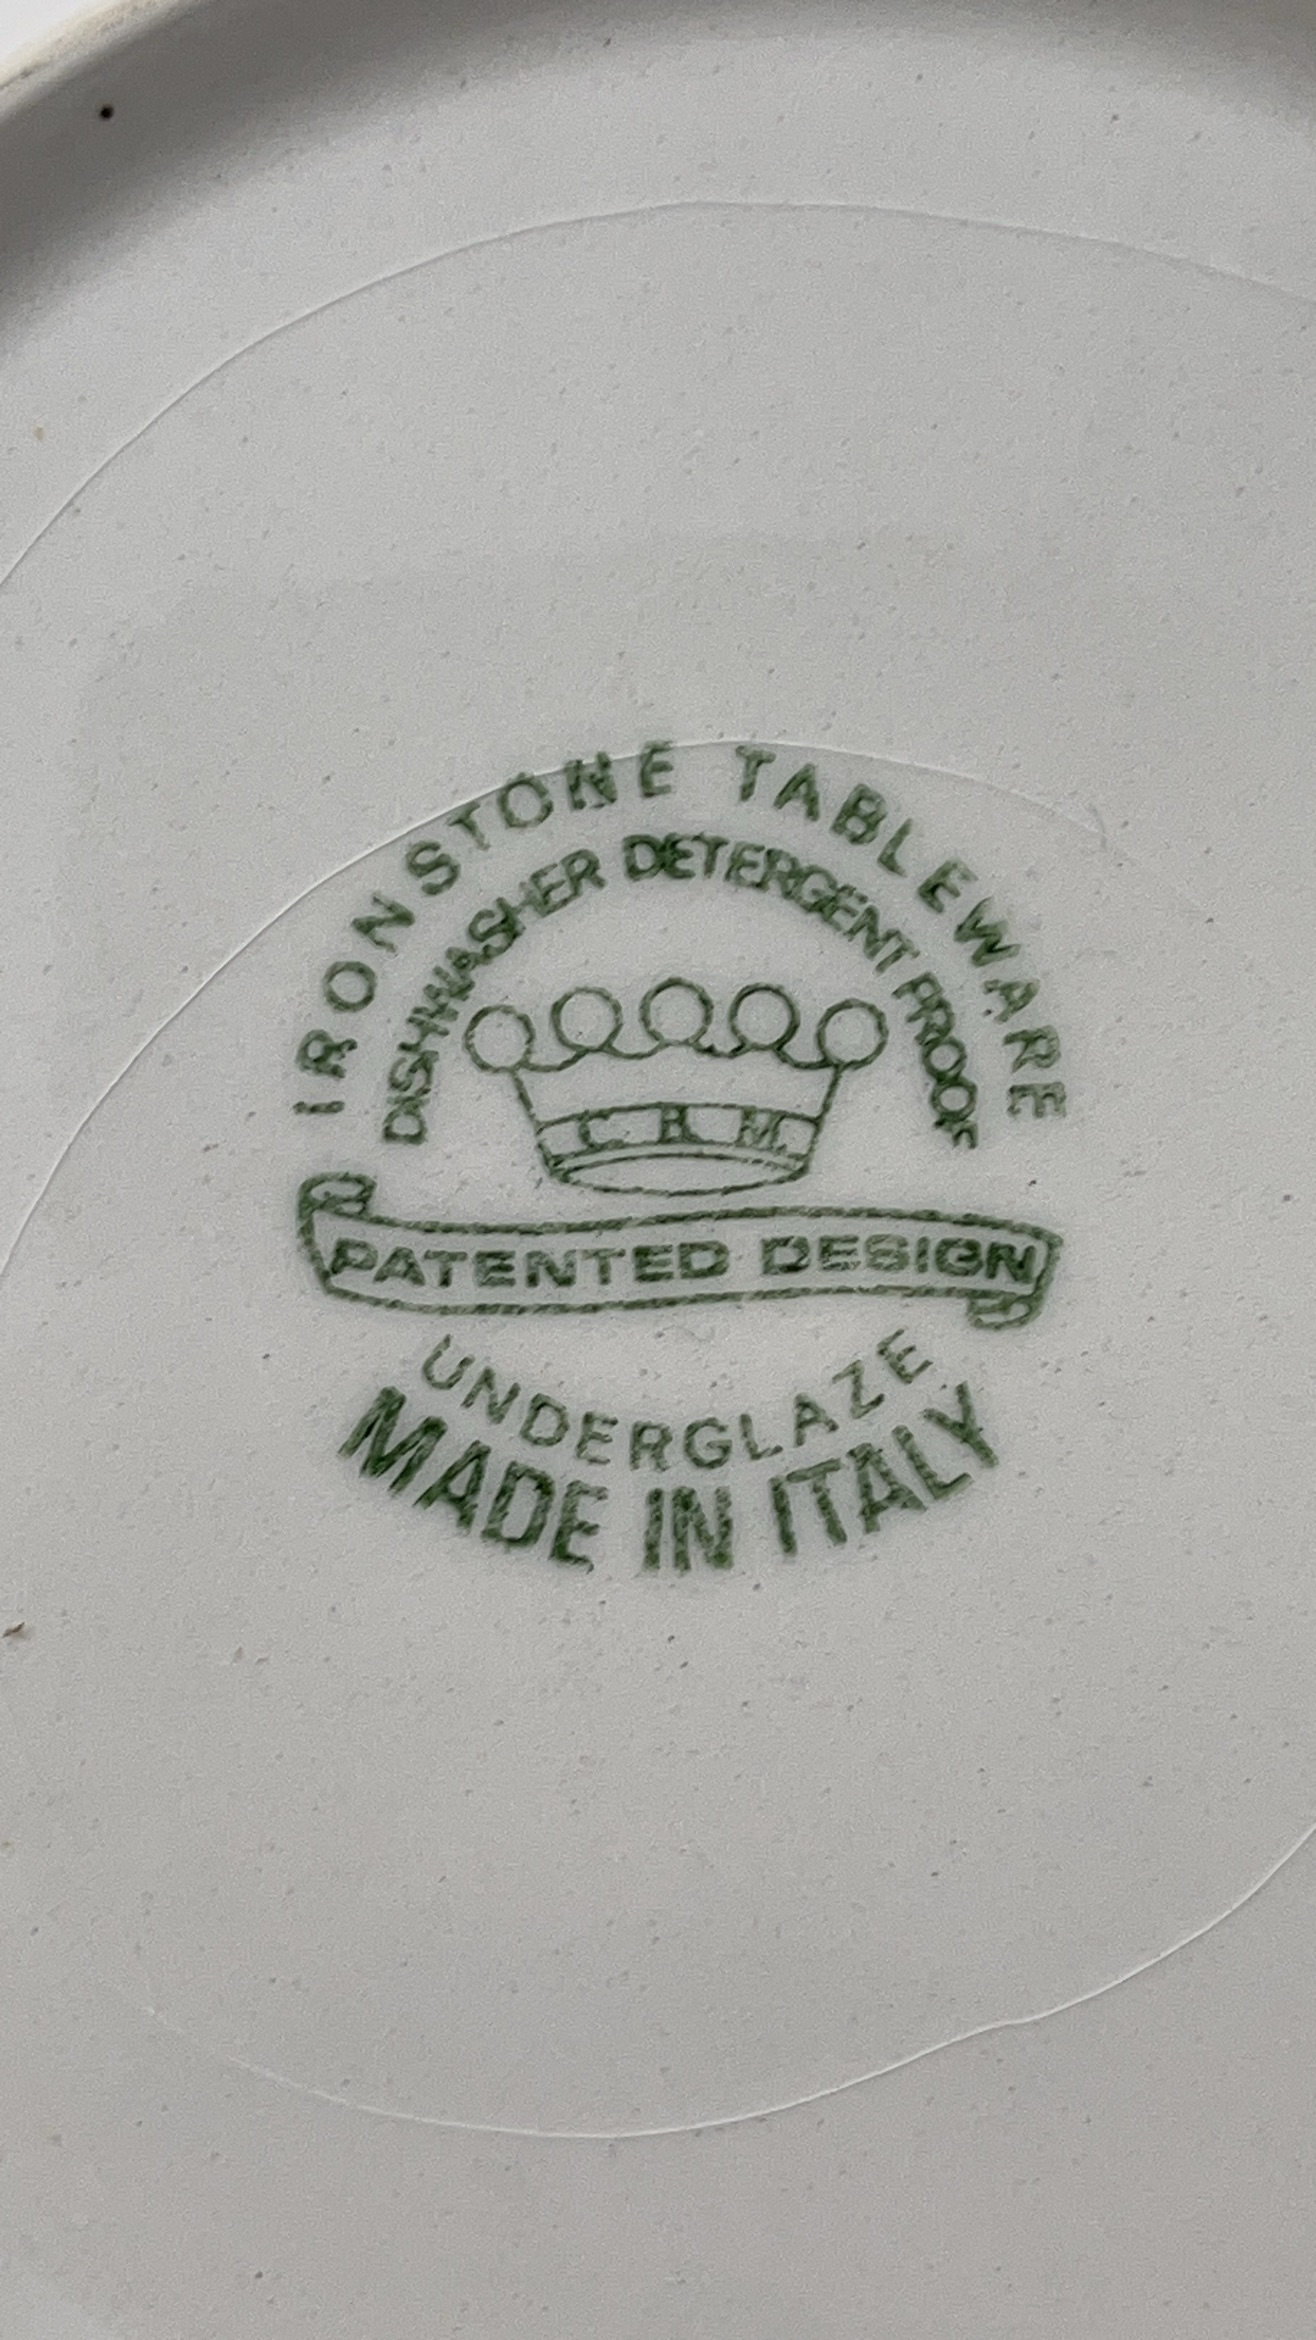 IRONSTONE TABLEWARE
DISHWASHER DETERGENT PROOF
PATENTED DESIGN
UNDERGLAZE
MADE IN ITALY